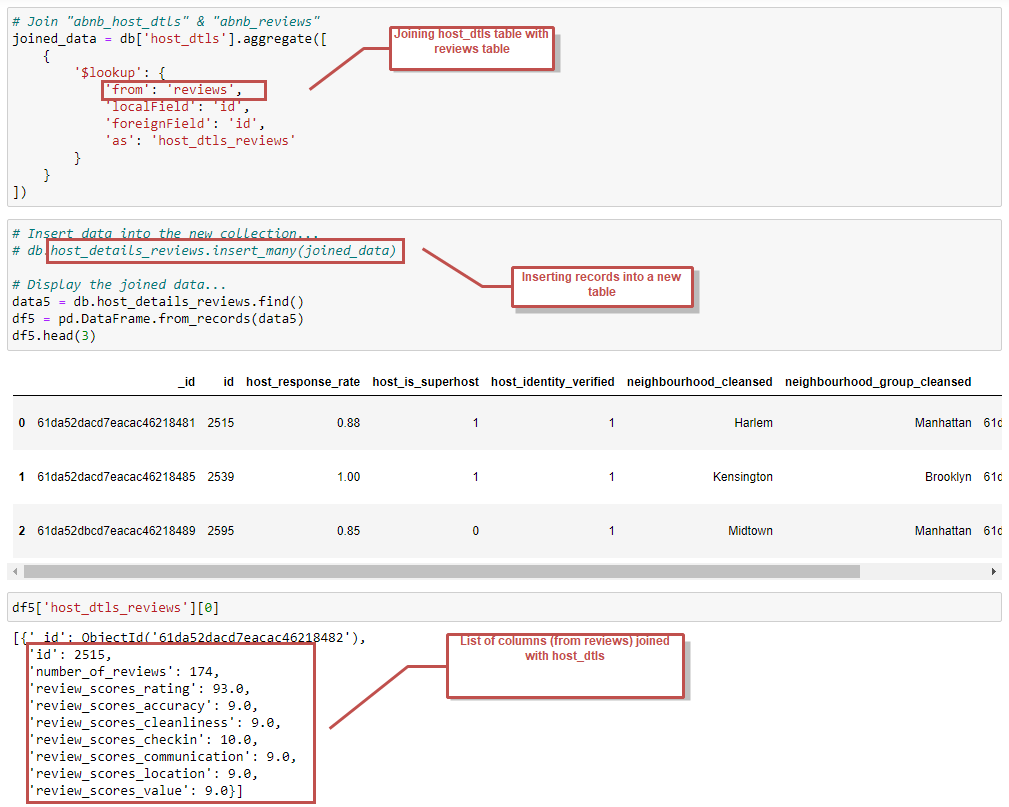 # Join "abnb_host_dtls" & "abnb_reviews"
joined_data = db['host_dtls'].aggregate([
{
'$lookup': {
'from': 'reviews',
'localField': 'id',
'foreignField': 'id',
'as': 'host_dtls_reviews'
}
}
])
Joining host_dtls table with
reviews table
# Insert data into the new collection...
# db.host_details_reviews.insert_many(joined_data)
# Display the joined data...
data5 = db.host_details_reviews.find()
df5 = pd.DataFrame.from_records(data5)
df5.head(3)
Inserting records into a new
table
_id id host_response_rate host_is_superhost host_identity_verified neighbourhood_cleansed neighbourhood_group_cleansed
0 61da52dacd7eacac46218481 2515 0.88 1 1 Harlem Manhattan 61d
1 61da52dacd7eacac46218485 2539 1.00 1 1 Kensington Brooklyn 61d
2 61da52dbcd7eacac46218489 2595 0.85 0 1 Midtown Manhattan 61d
df5['host_dtls_reviews'][0]
[{'_id': ObjectId('61da52dacd7eacac46218482'),
'id': 2515,
'number_of_reviews': 174,
'review_scores_rating': 93.0,
'review_scores_accuracy': 9.0,
'review_scores_cleanliness': 9.0,
'review_scores_checkin': 10.0,
'review_scores_communication': 9.0,
'review_scores_location': 9.0,
'review_scores_value': 9.0}]
List of columns (from reviews) joined
with host_dtls